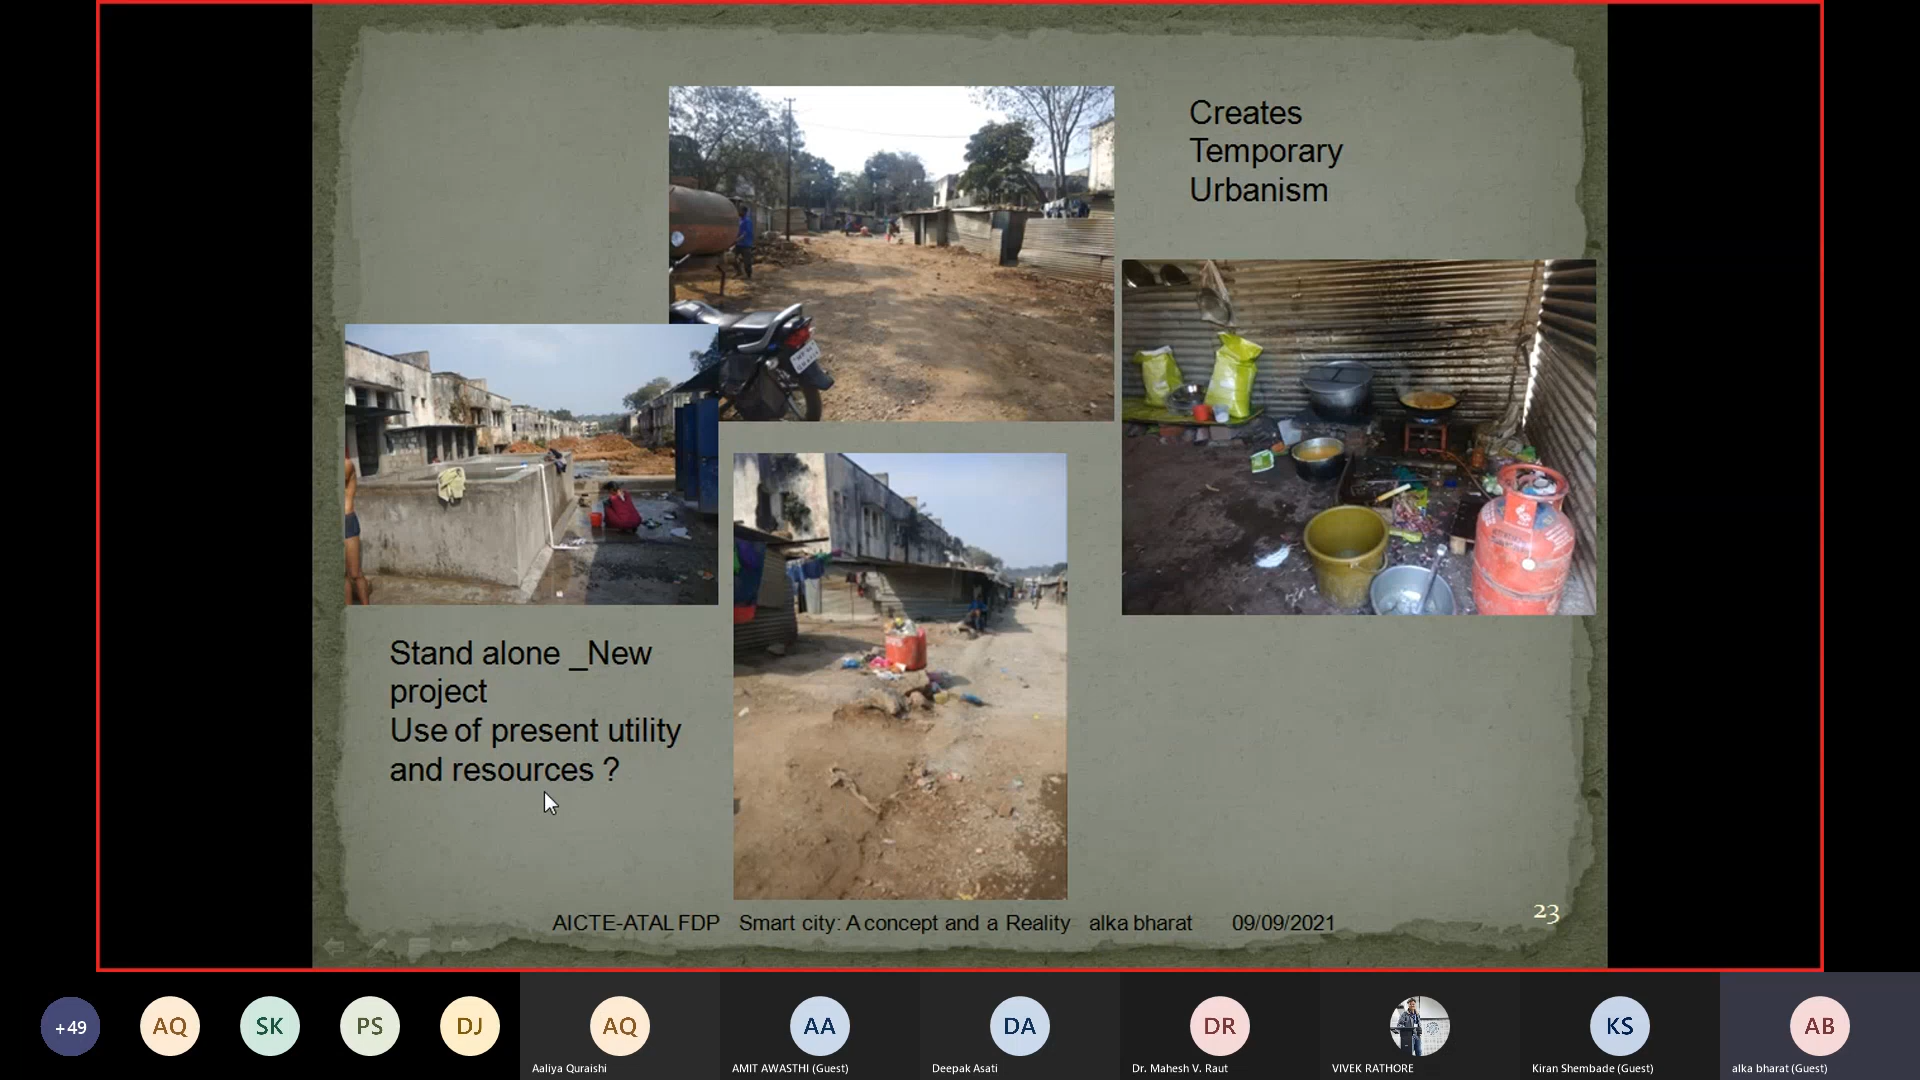 Creates
Temporary
Urbanism
Stand alone _New
project
Use of present utility
and resources ?
AICTE-ATAL FDP Smart city: A concept and a Reality alka bharat 09/09/2021
23
+49
AQ
SK
PS
DJ
AQ
AA
DA
DR
KS
AB
Aaliya Quraishi
AMIT AWASTHI (Guest)
Deepak Asati
Dr. Mahesh V. Raut
VIVEK RATHORE
Kiran Shembade (Guest)
alka bharat (Guest)